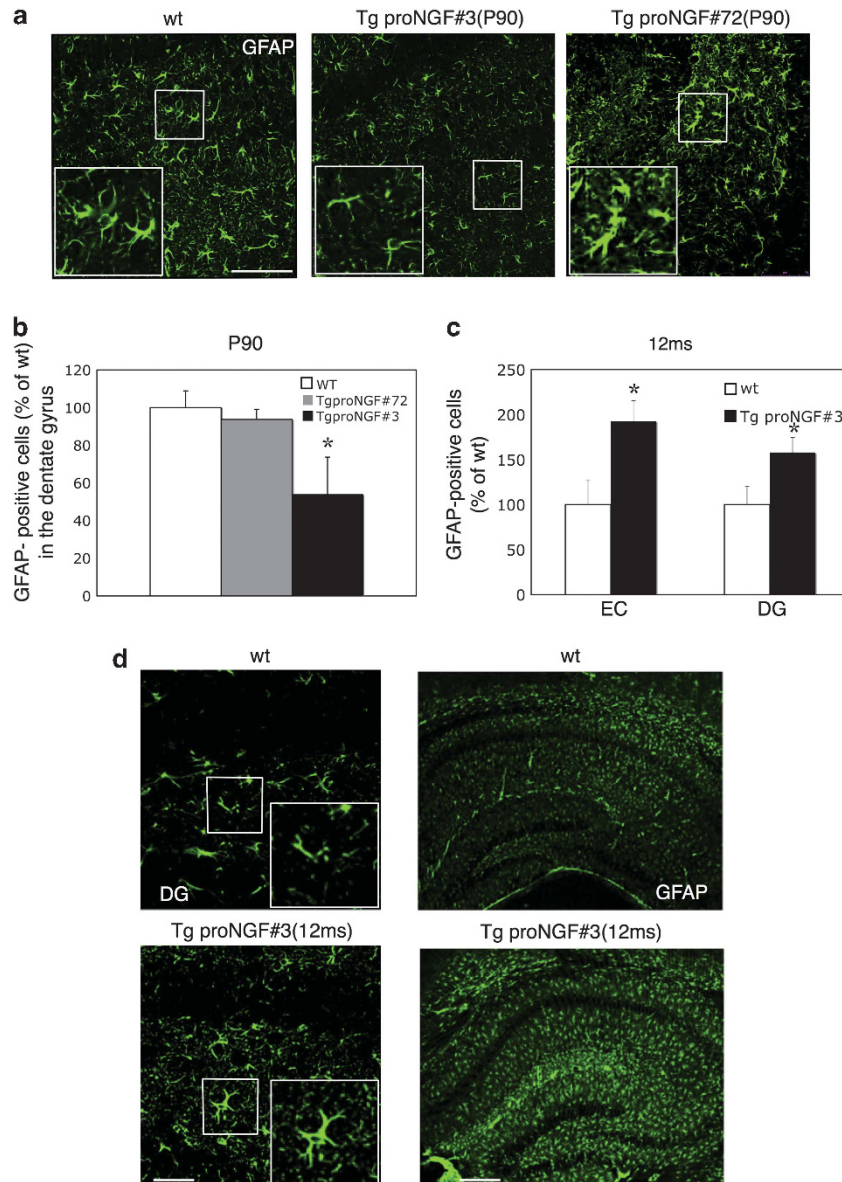 a
wt
Tg proNGF#3(P90)
Tg proNGF#72(P90)
GFAP
b
P90
GFAP- positive cells (% of wt)
in the dentate gyrus
120
100
80
60
40
20
0
WT
TgproNGF#72
TgproNGF#3
*
c
12ms
GFAP-positive cells
(% of wt)
250
200
150
100
50
0
wt
Tg proNGF#3
*
*
EC
DG
d
wt
wt
DG
GFAP
Tg proNGF#3(12ms)
Tg proNGF#3(12ms)